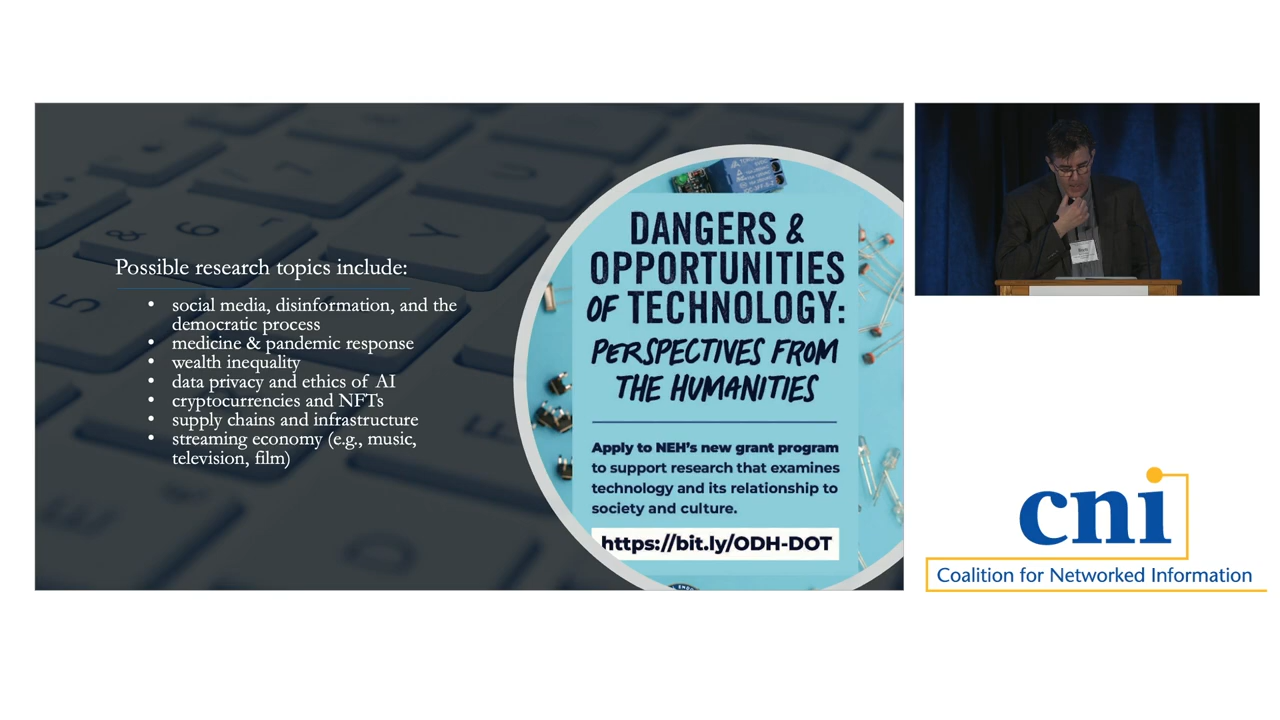 Possible research topics include:
• social media, disinformation, and the
democratic process
• medicine & pandemic response
• wealth inequality
• data privacy and ethics of AI
• cryptocurrencies and NFTs
• supply chains and infrastructure
• streaming economy (e.g., music,
television, film)
DANGERS &
OPPORTUNITIES
OF TECHNOLOGY:
PERSPECTIVES FROM
THE HUMANITIES
Apply to NEH's new grant program
to support research that examines
technology and its relationship to
society and culture.
https://bit.ly/ODH-DOT
cni
Coalition for Networked Information